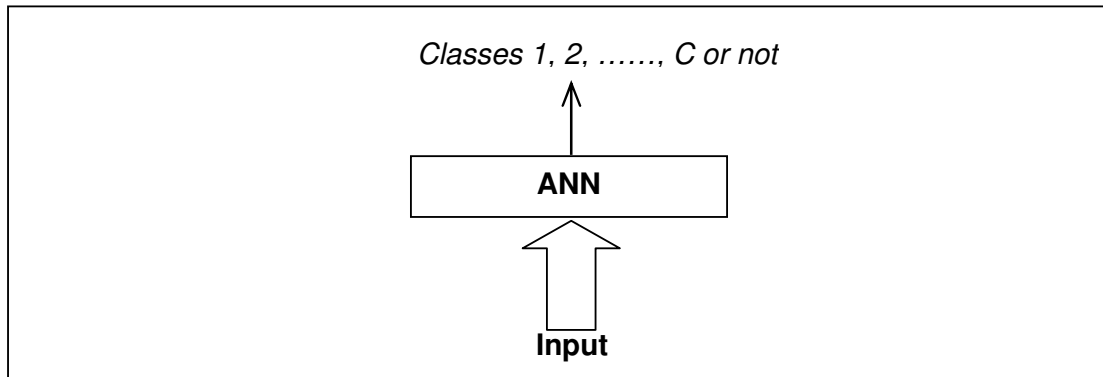 Classes 1, 2, ……, C or not
ANN
Input